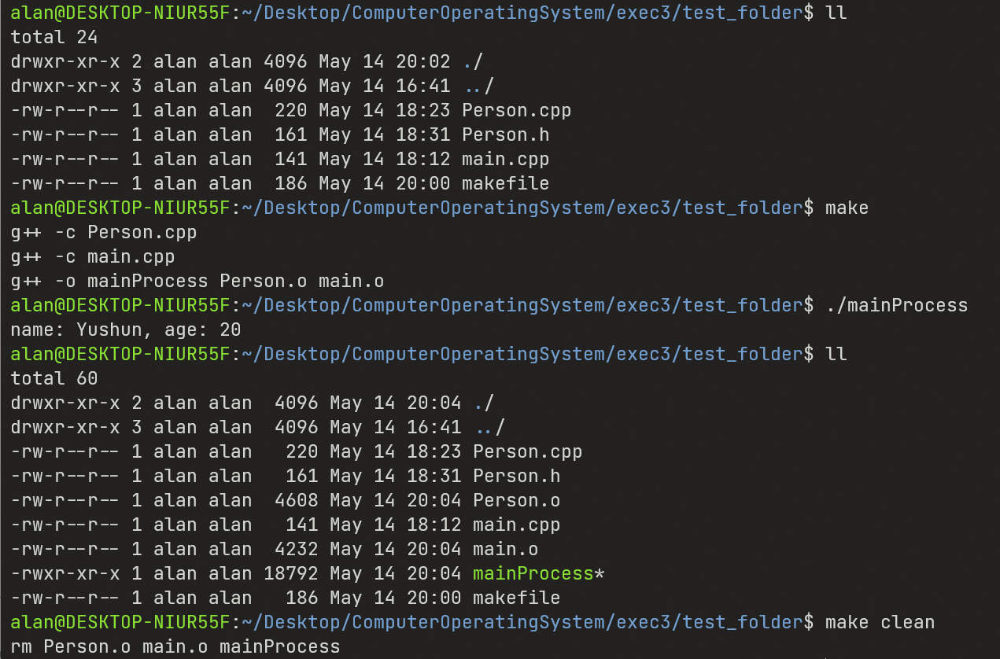 alan@DESKTOP-NIUR55F:~/Desktop/ComputerOperatingSystem/exec3/test_folder$ ll
total 24
drwxr-xr-x 2 alan alan 4096 May 14 20:02 ./
drwxr-xr-x 3 alan alan 4096 May 14 16:41 ../
-rw-r--r-- 1 alan alan  220 May 14 18:23 Person.cpp
-rw-r--r-- 1 alan alan  161 May 14 18:31 Person.h
-rw-r--r-- 1 alan alan  141 May 14 18:12 main.cpp
-rw-r--r-- 1 alan alan  186 May 14 20:00 makefile
alan@DESKTOP-NIUR55F:~/Desktop/ComputerOperatingSystem/exec3/test_folder$ make
g++ -c Person.cpp
g++ -c main.cpp
g++ -o mainProcess Person.o main.o
alan@DESKTOP-NIUR55F:~/Desktop/ComputerOperatingSystem/exec3/test_folder$ ./mainProcess
name: Yushun, age: 20
alan@DESKTOP-NIUR55F:~/Desktop/ComputerOperatingSystem/exec3/test_folder$ ll
total 60
drwxr-xr-x 2 alan alan  4096 May 14 20:04 ./
drwxr-xr-x 3 alan alan  4096 May 14 16:41 ../
-rw-r--r-- 1 alan alan   220 May 14 18:23 Person.cpp
-rw-r--r-- 1 alan alan   161 May 14 18:31 Person.h
-rw-r--r-- 1 alan alan  4608 May 14 20:04 Person.o
-rw-r--r-- 1 alan alan   141 May 14 18:12 main.cpp
-rw-r--r-- 1 alan alan  4232 May 14 20:04 main.o
-rwxr-xr-x 1 alan alan 18792 May 14 20:04 mainProcess*
-rw-r--r-- 1 alan alan   186 May 14 20:00 makefile
alan@DESKTOP-NIUR55F:~/Desktop/ComputerOperatingSystem/exec3/test_folder$ make clean
rm Person.o main.o mainProcess